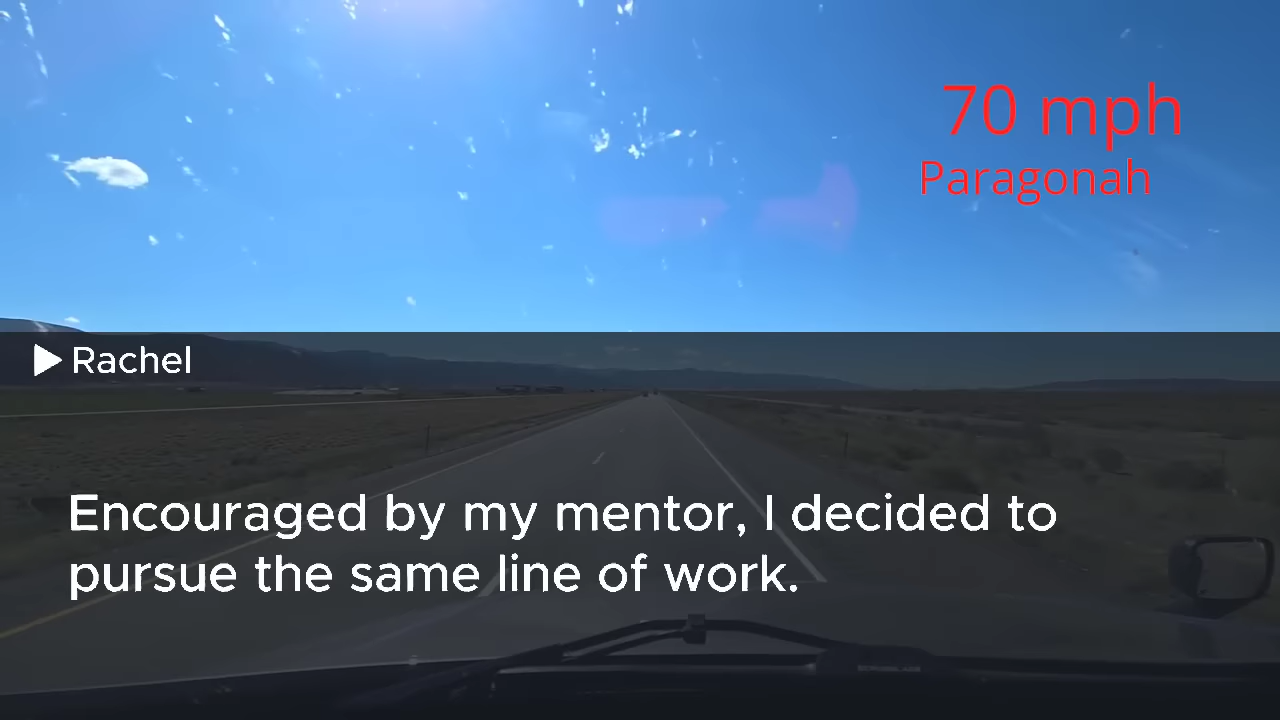 70 mph
Paragonah
Rachel
Encouraged by my mentor, I decided to
pursue the same line of work.